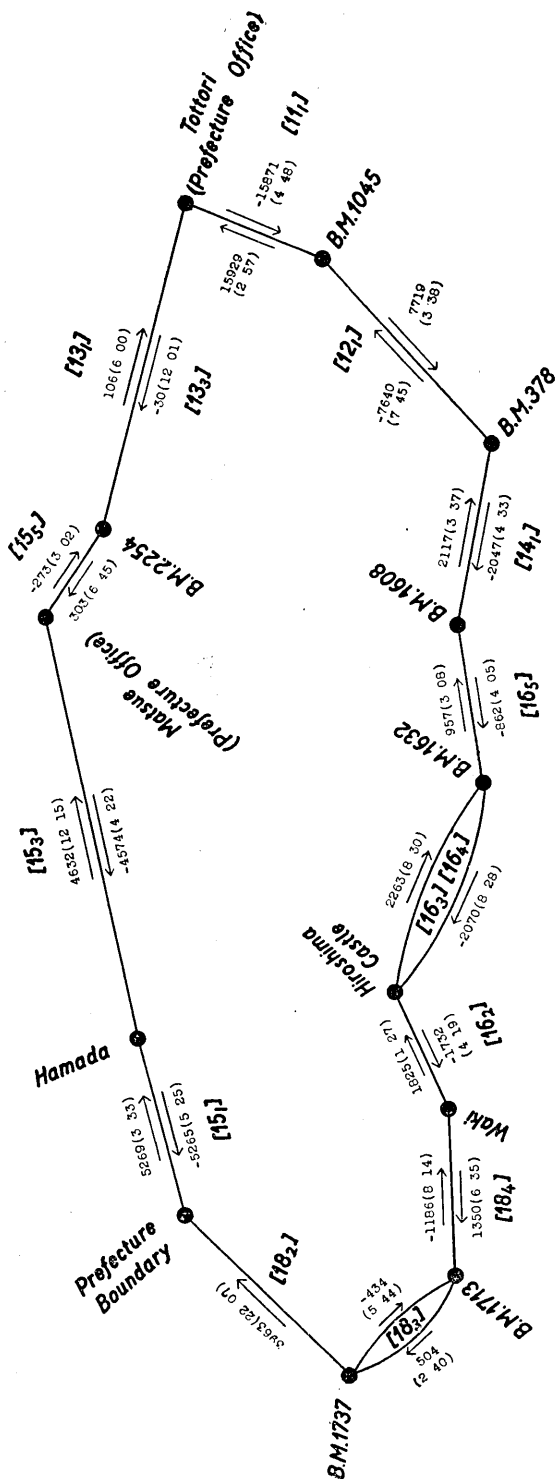 Tottori
(Prefecture Office)
[11₁]
-15871
(4 48)
15929
(2 57)
B.M.1045
[13₁]
106(6 00)
-30(12 01)
[13₃]
7719
(3 38)
[12₁]
-7640
(7 45)
B.M.378
[15₅]
-273(3 02)
303(6 45)
B.M.2254
2117(3 37)
-2047(4 33)
[14₁]
B.M.1608
Matsue
(Prefecture Office)
957(3 08)
-862(4 05)
[16₅]
B.M.1632
[15₃]
4632(12 15)
-4574(4 22)
2263(8 30)
[16₃] [16₄]
-2070(8 28)
Hiroshima
Castle
Hamada
1825(1 27)
-1732
(4 19)
[16₂]
Waki
5269(3 33)
-5265(5 25)
[15₁]
-1186(8 14)
1350(6 35)
[18₄]
Prefecture
Boundary
[18₂]
3963(22 07)
B.M.1713
-434
(5 44)
[18₃]
504
(2 40)
B.M.1737